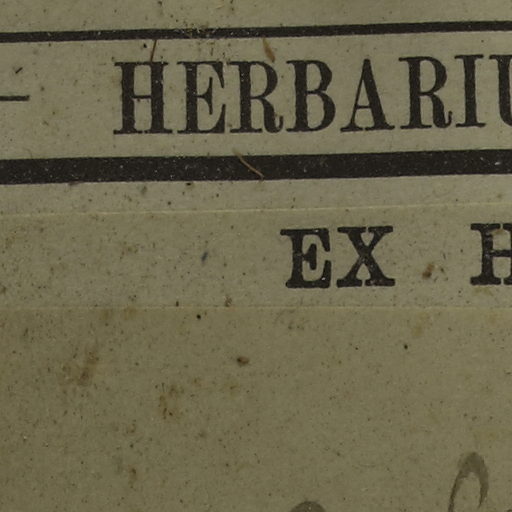 — HERBARIU
EX H